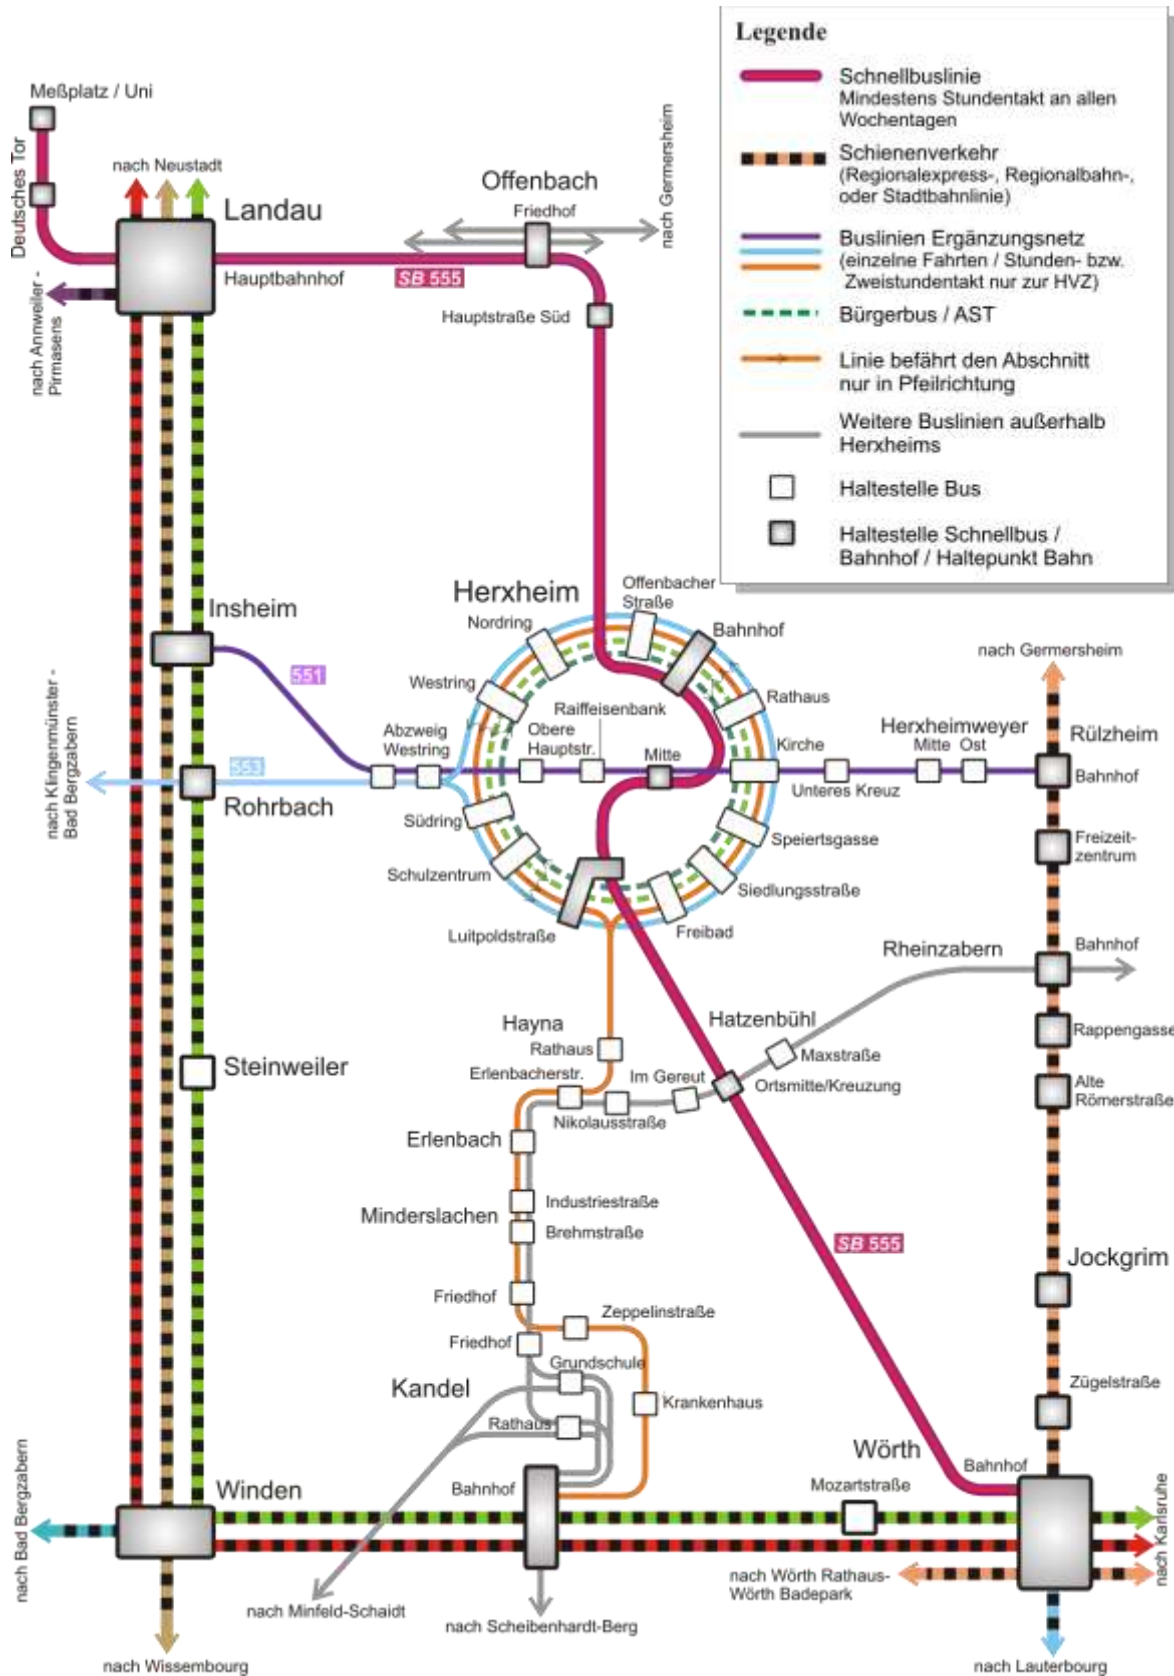 Legende
Schnellbuslinie
Mindestens Stundentakt an allen
Wochentagen
Schienenverkehr
(Regionalexpress-, Regionalbahn-,
oder Stadtbahnlinie)
Buslinien Ergänzungsnetz
(einzelne Fahrten / Stunden- bzw.
Zweistundentakt nur zur HVZ)
Bürgerbus / AST
Linie befährt den Abschnitt
nur in Pfeilrichtung
Weitere Buslinien außerhalb
Herxheims
Haltestelle Bus
Haltestelle Schnellbus /
Bahnhof / Haltepunkt Bahn
Meßplatz / Uni
Deutsches Tor
nach Neustadt
Landau
Hauptbahnhof
nach Annweiler -
Pirmasens
Offenbach
Friedhof
nach Germersheim
SB 555
Hauptstraße Süd
Insheim
551
Herxheim
Nordring
Offenbacher
Straße
Bahnhof
Westring
Rathaus
Raiffeisenbank
Abzweig
Westring
Obere
Hauptstr.
Mitte
Kirche
Unteres Kreuz
Herxheimweyer
Mitte
Ost
nach Germersheim
Rülzheim
Bahnhof
nach Klingenmünster -
Bad Bergzabern
553
Rohrbach
Südring
Speiertsgasse
Freizeit-
zentrum
Schulzentrum
Siedlungsstraße
Luitpoldstraße
Freibad
Rheinzabern
Bahnhof
Hayna
Rathaus
Hatzenbühl
Maxstraße
Rappengasse
Steinweiler
Erlenbacherstr.
Im Gereut
Ortsmitte/Kreuzung
Alte
Römerstraße
Nikolausstraße
Erlenbach
Minderslachen
Industriestraße
Brehmstraße
SB 555
Jockgrim
Friedhof
Zeppelinstraße
Friedhof
Grundschule
Kandel
Krankenhaus
Zügelstraße
Rathaus
Wörth
Bahnhof
Winden
Bahnhof
Mozartstraße
nach Bad Bergzabern
nach Karlsruhe
nach Wörth Rathaus-
Wörth Badepark
nach Minfeld-Schaidt
nach Scheibenhardt-Berg
nach Wissembourg
nach Lauterbourg